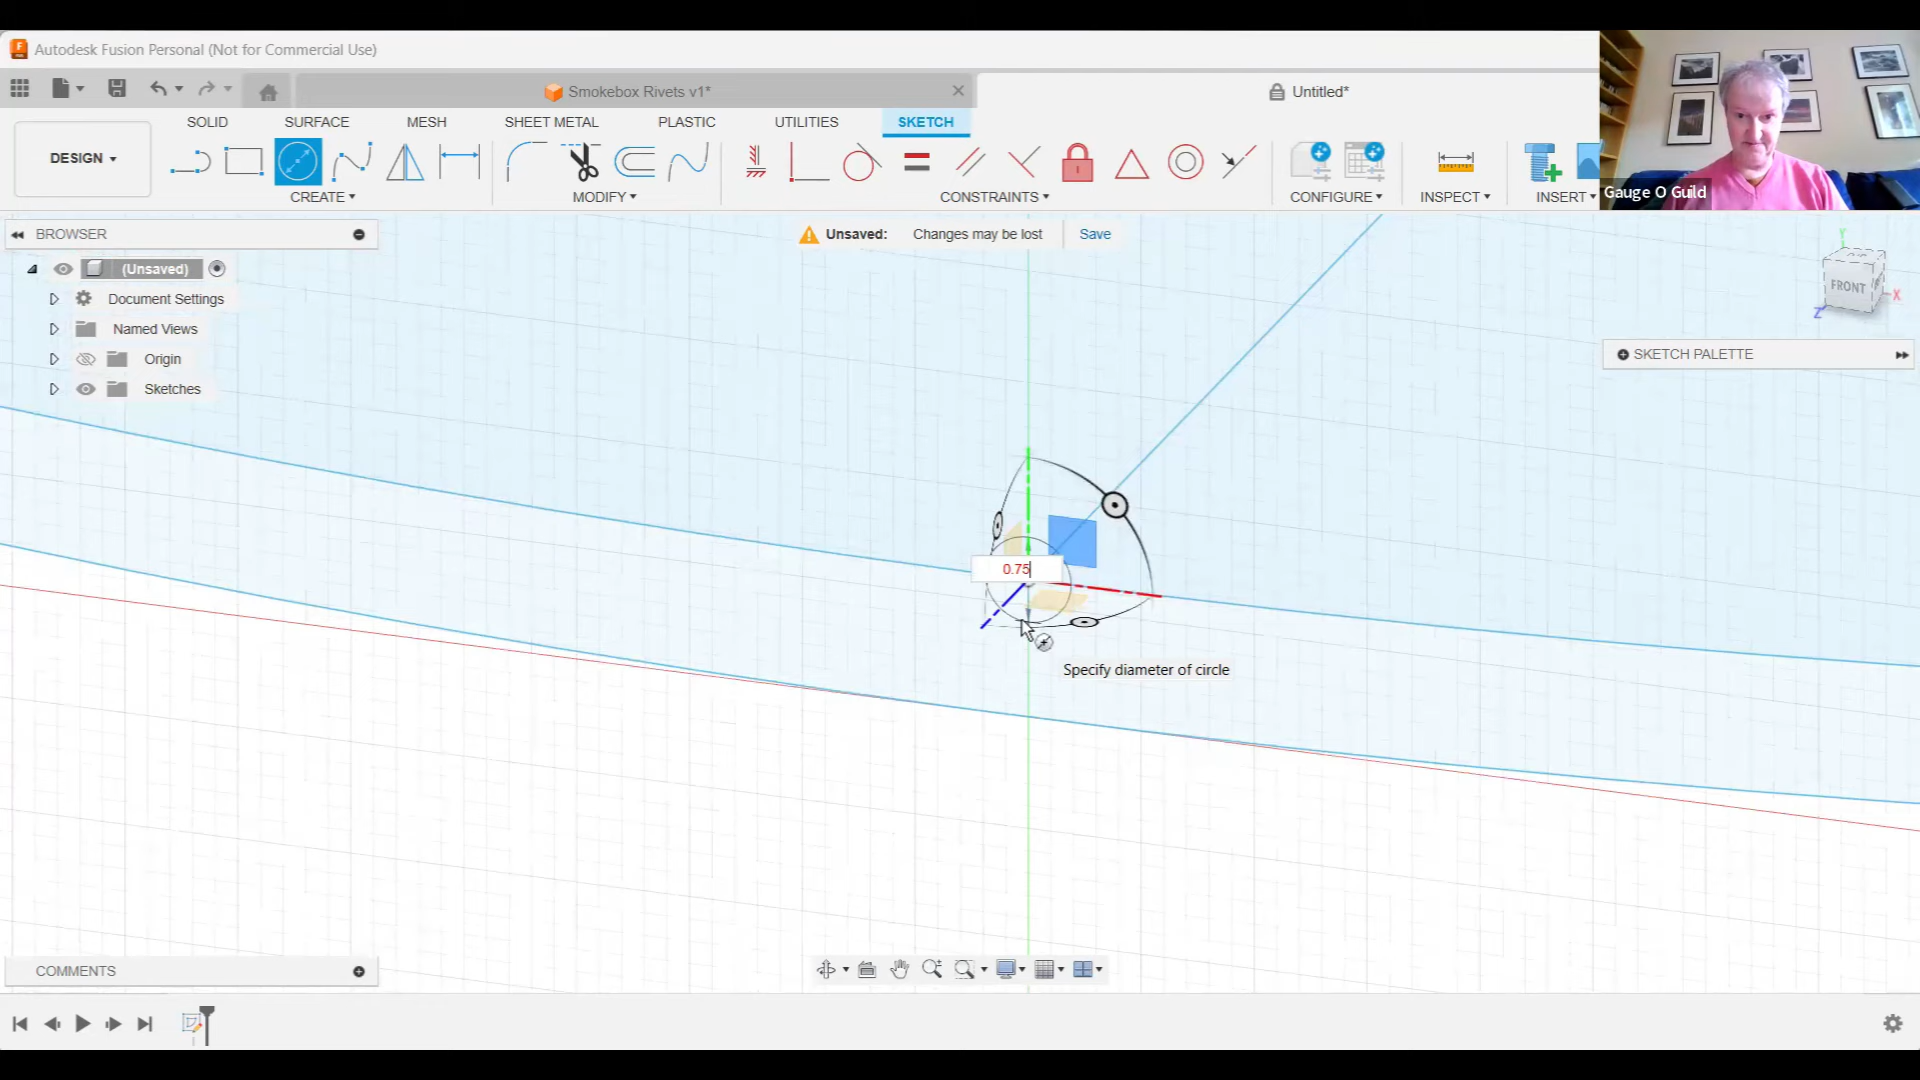 Autodesk Fusion Personal (Not for Commercial Use)
Smokebox Rivets v1*
Untitled*
DESIGN
SOLID
SURFACE
MESH
SHEET METAL
PLASTIC
UTILITIES
SKETCH
CREATE
MODIFY
CONSTRAINTS
CONFIGURE
INSPECT
INSERT
Gauge O Guild
BROWSER
Unsaved: Changes may be lost Save
(Unsaved)
Document Settings
Named Views
Origin
Sketches
Y
FRONT
X
Z
SKETCH PALETTE
0.75
Specify diameter of circle
COMMENTS